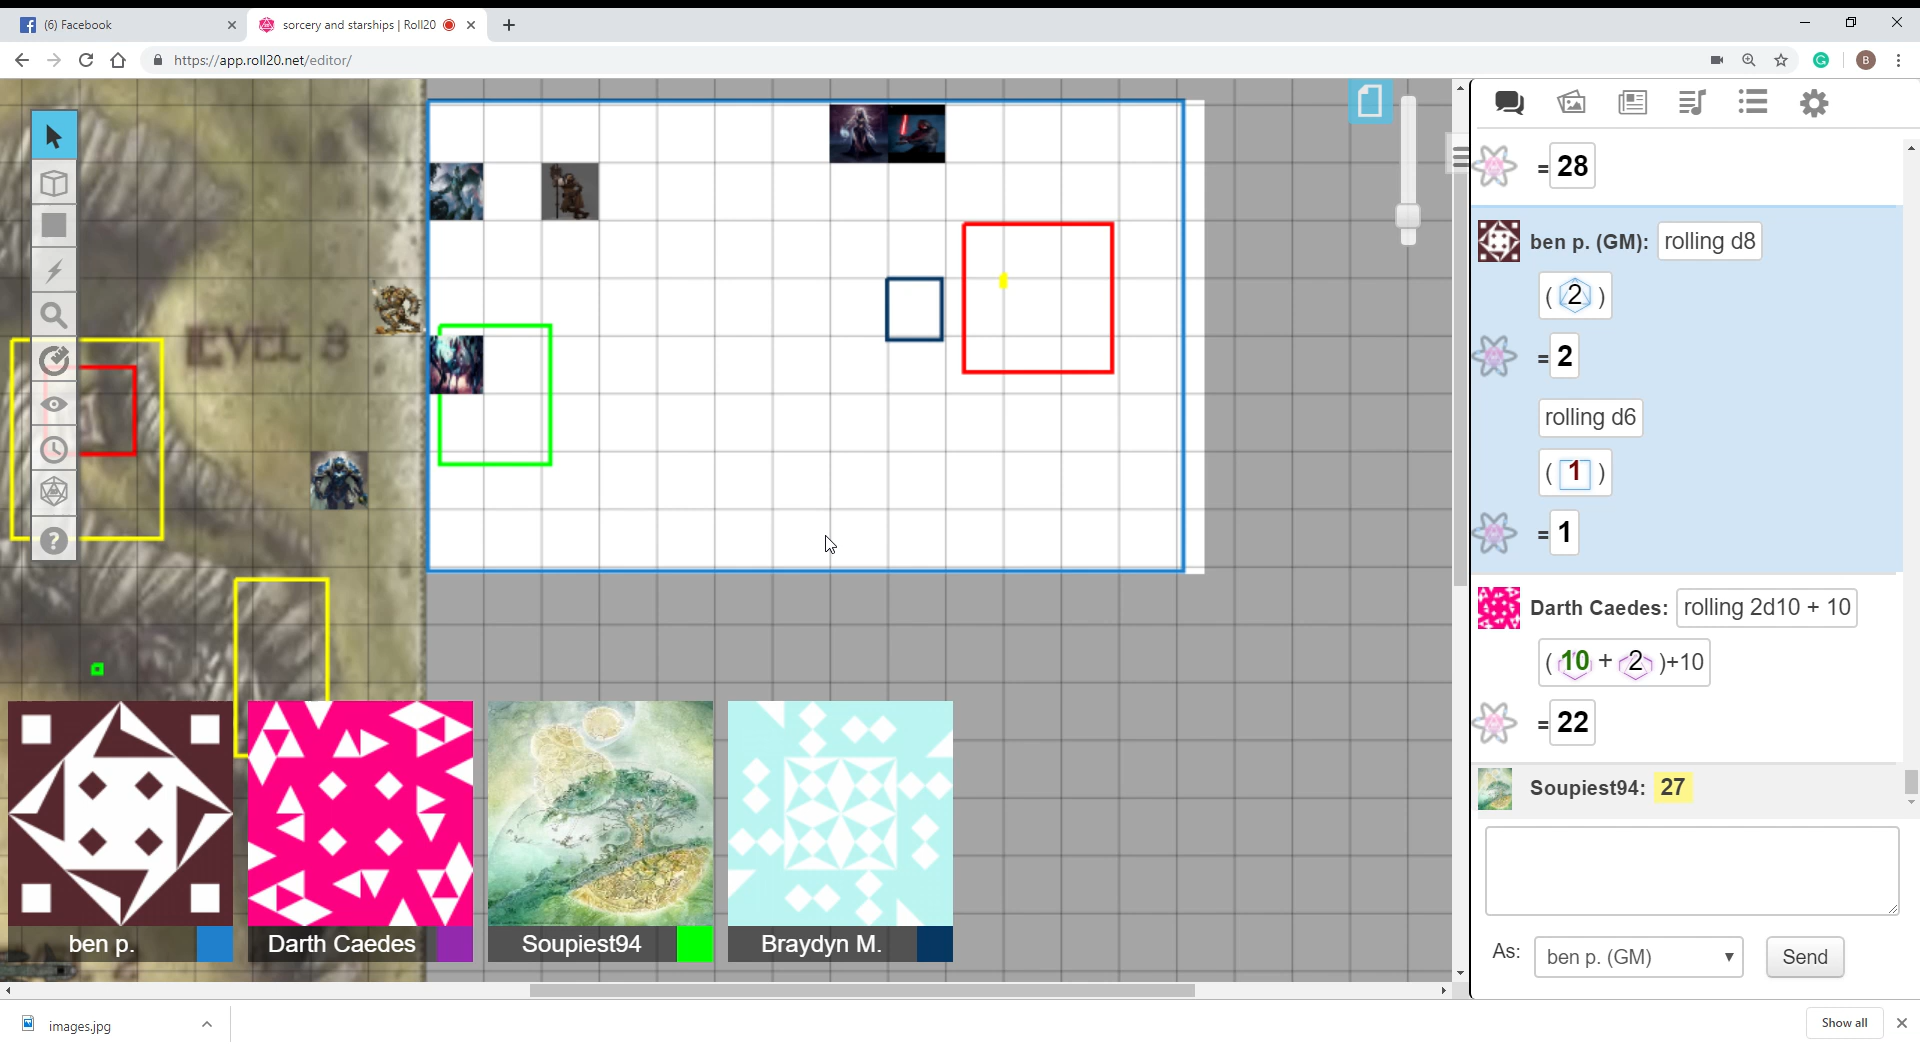 (6) Facebook
sorcery and starships | Roll20
https://app.roll20.net/editor/
LEVEL 8
= 28
ben p. (GM): rolling d8
( 2 )
= 2
rolling d6
( 1 )
= 1
Darth Caedes: rolling 2d10 + 10
( 10 + 2 )+10
= 22
Soupiest94: 27
ben p.
Darth Caedes
Soupiest94
Braydyn M.
As: ben p. (GM) Send
images.jpg
Show all
B